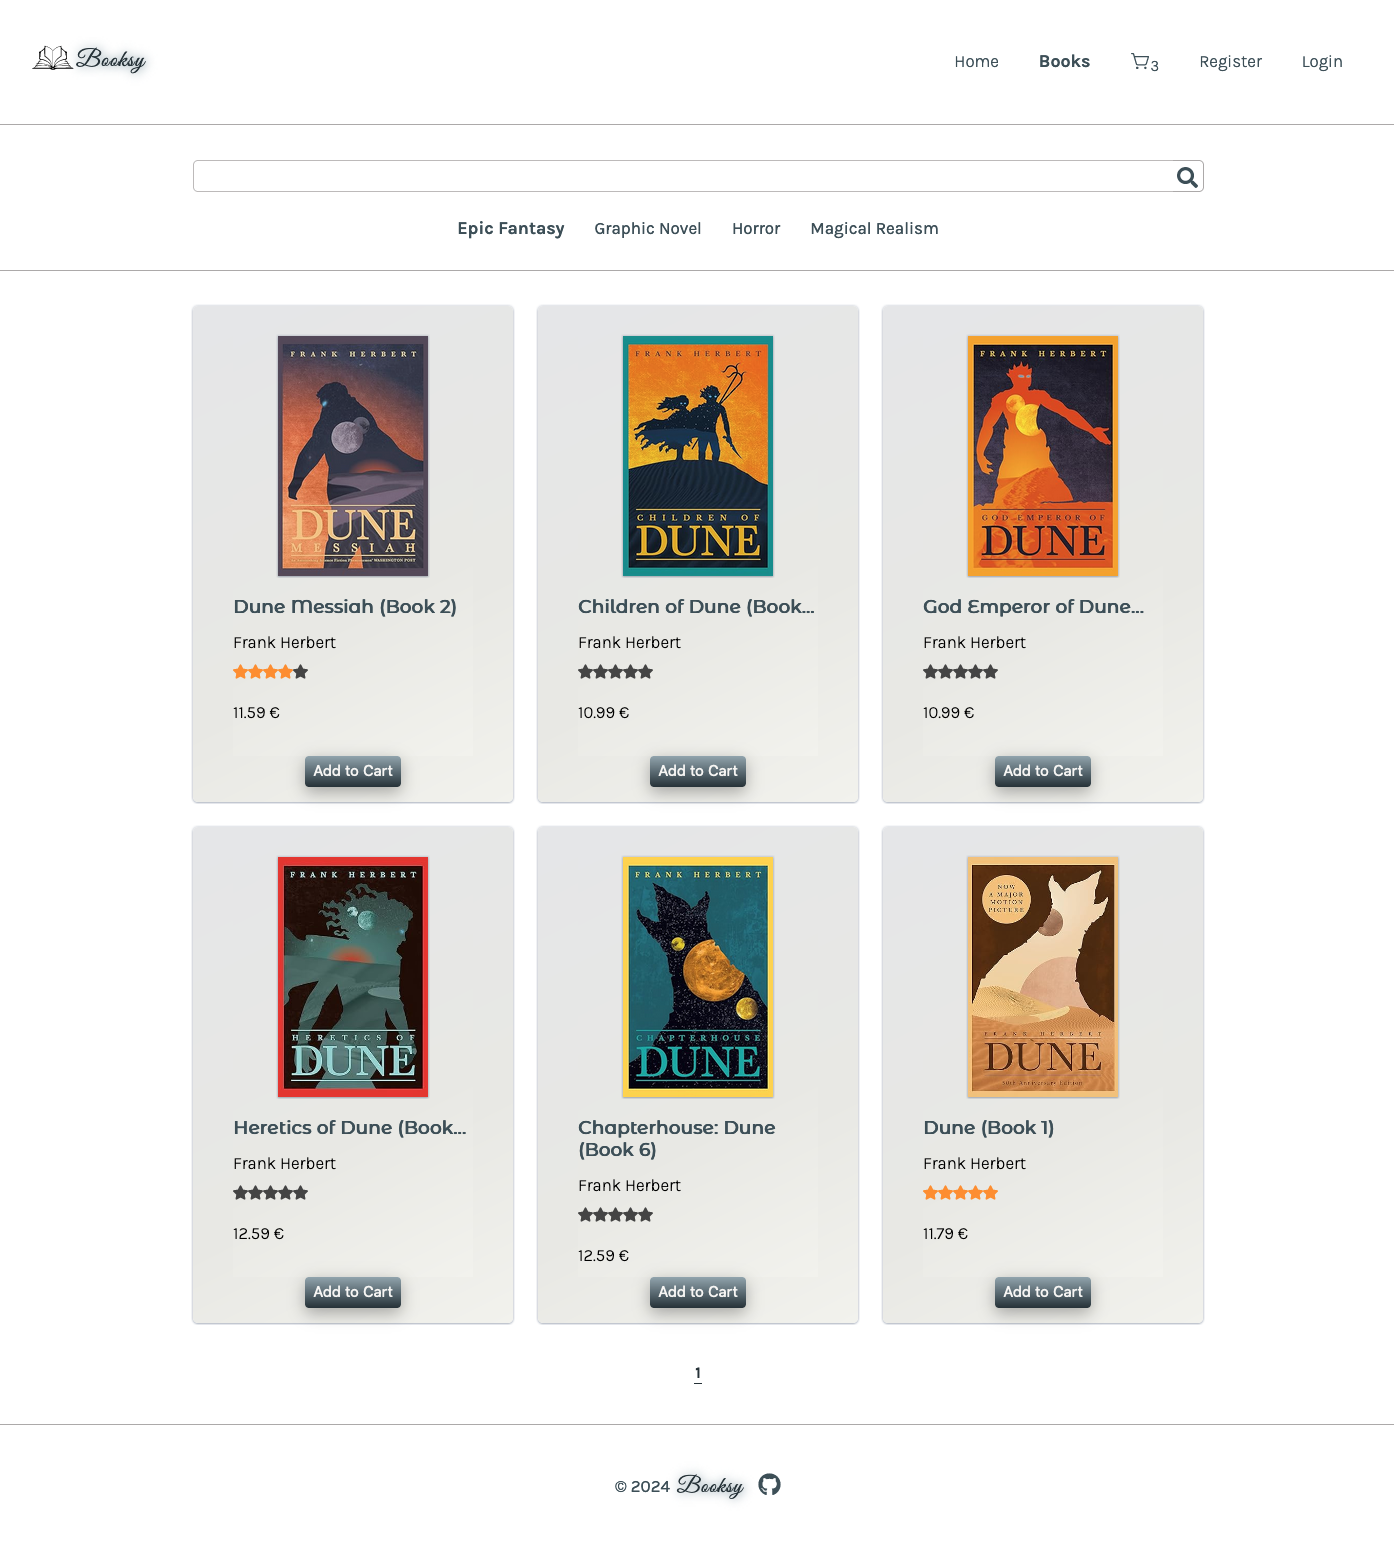 Booksy
Home Books 3 Register Login
Epic Fantasy Graphic Novel Horror Magical Realism
FRANK HERBERT
DUNE
MESSIAH
FRANK HERBERT
CHILDREN OF
DUNE
FRANK HERBERT
GOD EMPEROR OF
DUNE
Dune Messiah (Book 2)
Frank Herbert
11.59 €
Add to Cart
Children of Dune (Book...
Frank Herbert
10.99 €
Add to Cart
God Emperor of Dune...
Frank Herbert
10.99 €
Add to Cart
FRANK HERBERT
HERETICS OF
DUNE
FRANK HERBERT
CHAPTERHOUSE
DUNE
NOW
A MAJOR
MOTION
PICTURE
FRANK HERBERT
DUNE
50th Anniversary Edition
Heretics of Dune (Book...
Frank Herbert
12.59 €
Add to Cart
Chapterhouse: Dune
(Book 6)
Frank Herbert
12.59 €
Add to Cart
Dune (Book 1)
Frank Herbert
11.79 €
Add to Cart
1
© 2024 Booksy